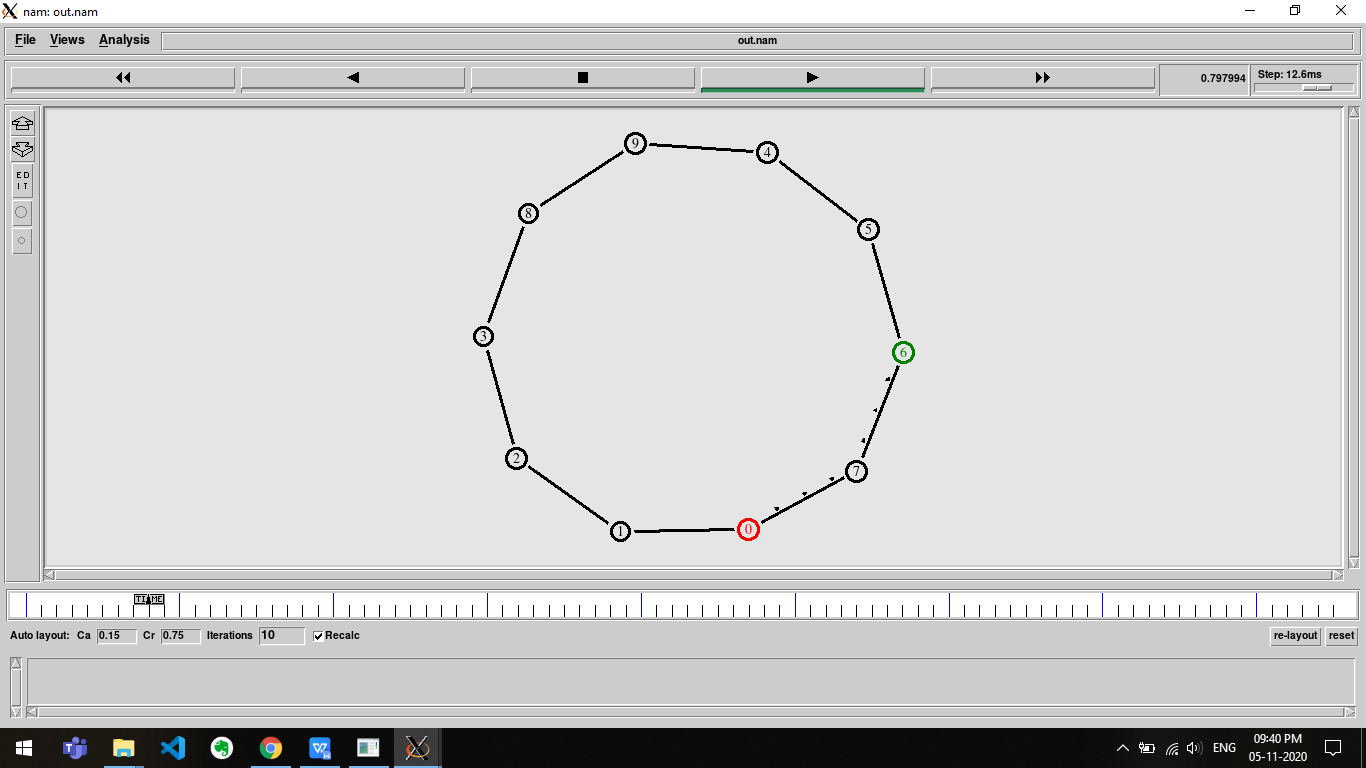 nam: out.nam
File Views Analysis out.nam
0.797994 Step: 12.6ms
ED
IT
9
4
8
5
3
6
2
7
1
0
TIME
Auto layout: Ca 0.15 Cr 0.75 Iterations 10 Recalc re-layout reset
ENG
09:40 PM
05-11-2020